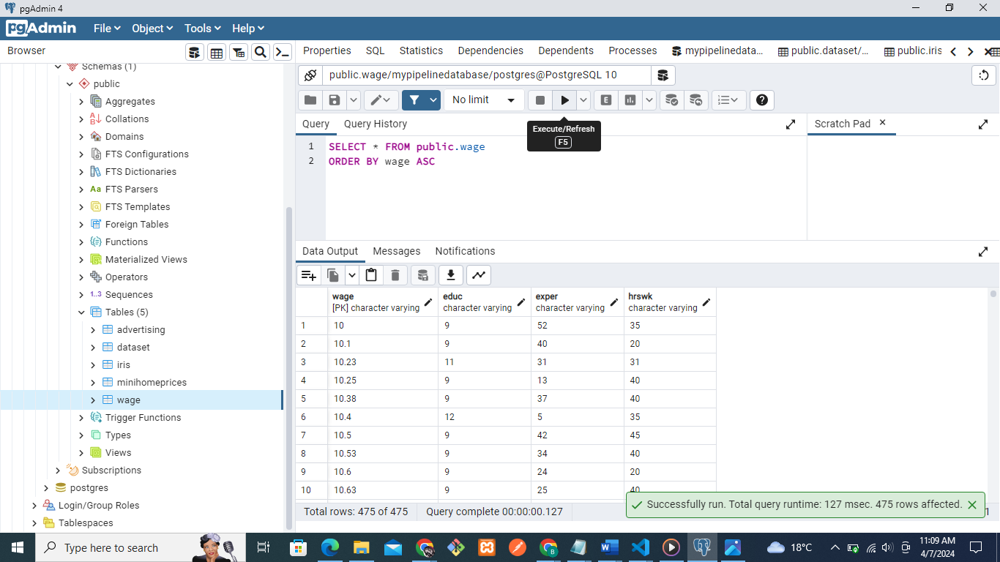 pgAdmin 4
pgAdmin File Object Tools Help
Browser
Properties SQL Statistics Dependencies Dependents Processes mypipelinedata... public.dataset/... public.iris
Schemas (1)
public
Aggregates
Collations
Domains
FTS Configurations
FTS Dictionaries
Aa FTS Parsers
FTS Templates
Foreign Tables
Functions
Materialized Views
Operators
1..3 Sequences
Tables (5)
advertising
dataset
iris
minihomeprices
wage
Trigger Functions
Types
Views
Subscriptions
postgres
Login/Group Roles
Tablespaces
public.wage/mypipelinedatabase/postgres@PostgreSQL 10
No limit
E
Execute/Refresh
F5
Query Query History
Scratch Pad
1 SELECT * FROM public.wage
2 ORDER BY wage ASC
Data Output Messages Notifications
wage educ exper hrswk
[PK] character varying character varying character varying character varying
1 10 9 52 35
2 10.1 9 40 20
3 10.23 11 31 31
4 10.25 9 13 40
5 10.38 9 37 40
6 10.4 12 5 35
7 10.5 9 42 45
8 10.53 9 34 40
9 10.6 9 24 20
10 10.63 9 25 40
Successfully run. Total query runtime: 127 msec. 475 rows affected.
Total rows: 475 of 475 Query complete 00:00:00.127
1
Type here to search
18°C
11:09 AM
4/7/2024